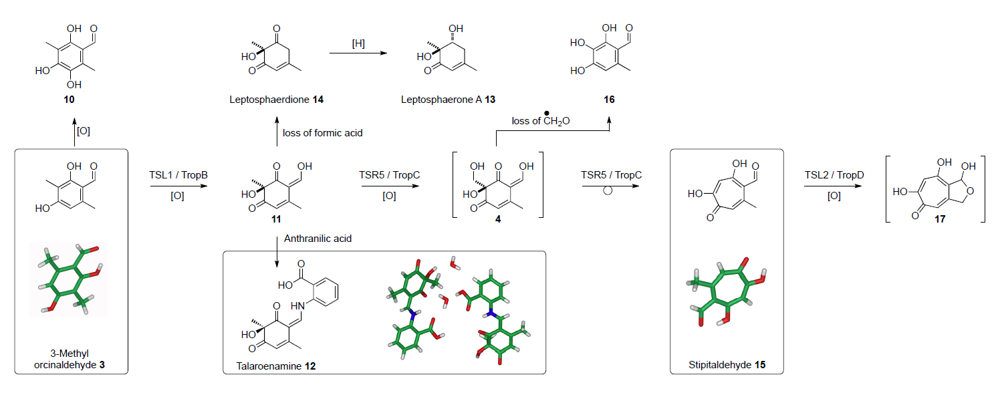 OH O
HO
OH
10
[O]
O
HO
O
Leptosphaerdione 14
[H]
OH
HO
O
Leptosphaerone A 13
OH O
HO
HO
16
loss of CH2O
loss of formic acid
OH O
HO
3-Methyl
orcinaldehyde 3
TSL1 / TropB
[O]
O OH
HO
O
11
TSR5 / TropC
[O]
OH O OH
HO
O
4
TSR5 / TropC
OH O
HO
O
Stipitaldehyde 15
TSL2 / TropD
[O]
OH OH
HO
O
O
17
Anthranilic acid
O
HO
HN
O
HO
O
Talaroenamine 12